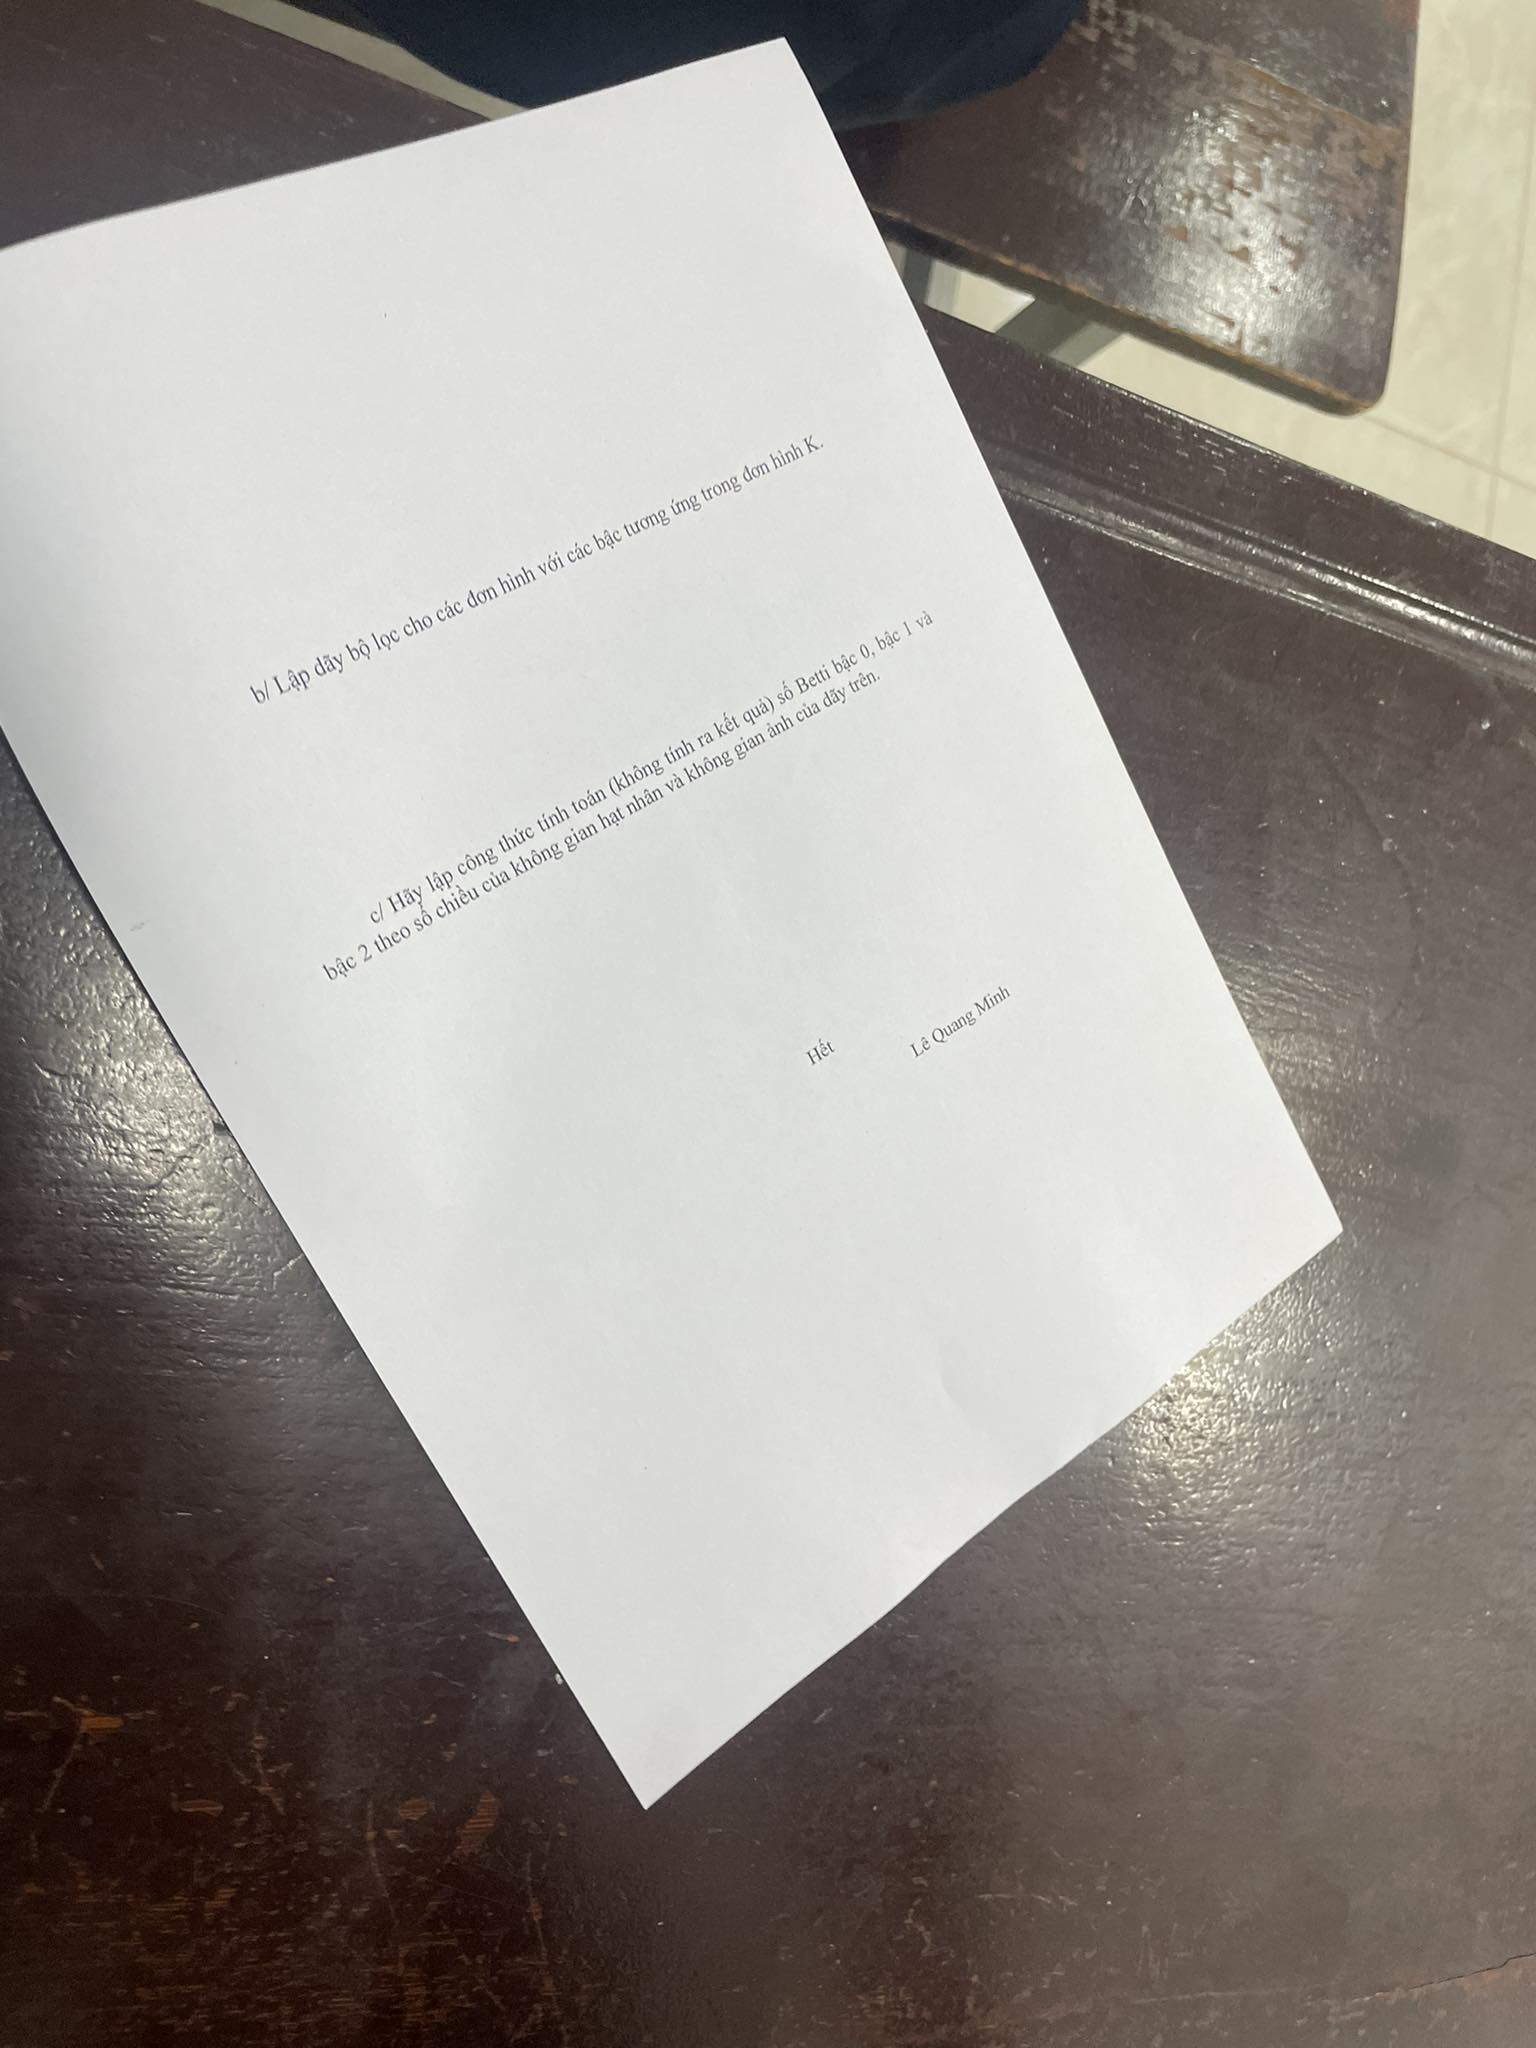 b/ Lập dãy bộ lọc cho các đơn hình với các bậc tương ứng trong đơn hình K.
c/ Hãy lập công thức tính toán (không tính ra kết quả) số Betti bậc 0, bậc 1 và
bậc 2 theo số chiều của không gian hạt nhân và không gian ảnh của dãy trên.
Hết
Lê Quang Minh